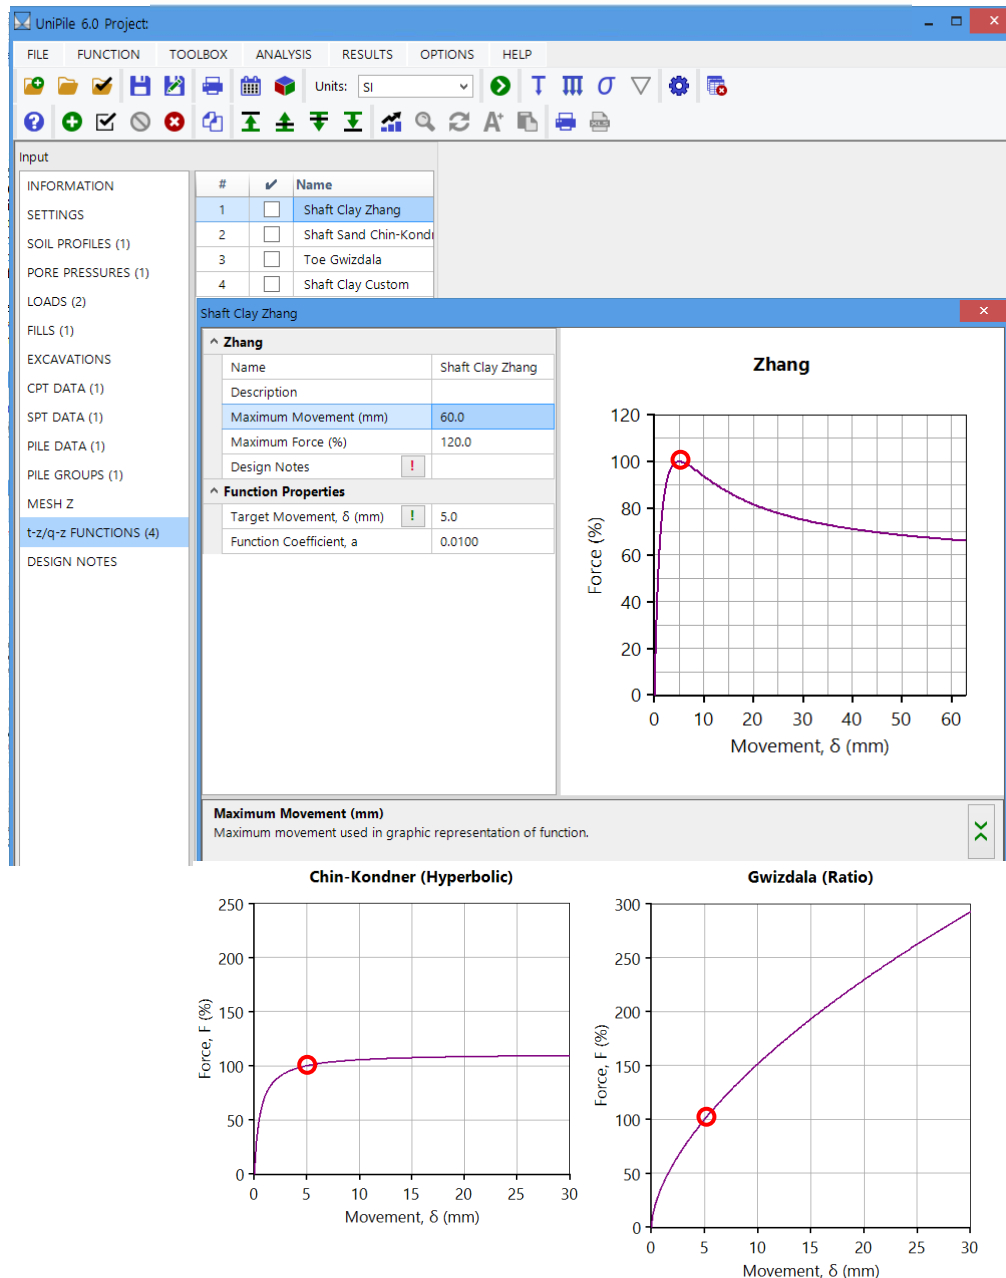 UniPile 6.0 Project:
FILE FUNCTION TOOLBOX ANALYSIS RESULTS OPTIONS HELP
Units: SI
Input
INFORMATION
SETTINGS
SOIL PROFILES (1)
PORE PRESSURES (1)
LOADS (2)
FILLS (1)
EXCAVATIONS
CPT DATA (1)
SPT DATA (1)
PILE DATA (1)
PILE GROUPS (1)
MESH Z
t-z/q-z FUNCTIONS (4)
DESIGN NOTES
# ✔ Name
1 Shaft Clay Zhang
2 Shaft Sand Chin-Kondn
3 Toe Gwizdala
4 Shaft Clay Custom
Shaft Clay Zhang
Zhang
Name Shaft Clay Zhang
Description
Maximum Movement (mm) 60.0
Maximum Force (%) 120.0
Design Notes !
Function Properties
Target Movement, δ (mm) ! 5.0
Function Coefficient, a 0.0100
Zhang
120
100
80
60
40
20
0
Force (%)
0 10 20 30 40 50 60
Movement, δ (mm)
Maximum Movement (mm)
Maximum movement used in graphic representation of function.
Chin-Kondner (Hyperbolic)
250
200
150
100
50
0
Force, F (%)
0 5 10 15 20 25 30
Movement, δ (mm)
Gwizdala (Ratio)
300
250
200
150
100
50
0
Force, F (%)
0 5 10 15 20 25 30
Movement, δ (mm)